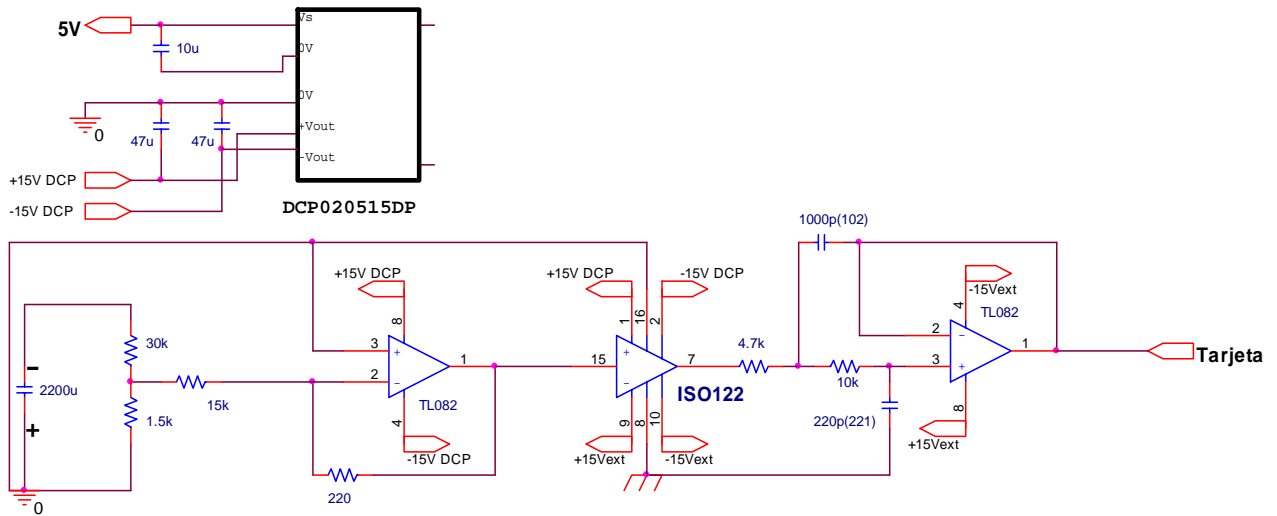 5V
10u
Vs
0V
0V
+Vout
-Vout
0
47u
47u
+15V DCP
-15V DCP
DCP020515DP
1000p(102)
+15V DCP
+15V DCP
-15V DCP
-15Vext
TL082
8
1
16
2
4
30k
3
+
1
15
+
7
4.7k
2
-
1
Tarjeta
-
2200u
2
-
-
ISO122
10k
3
+
15k
TL082
+
1.5k
4
9
8
10
220p(221)
8
-15V DCP
+15Vext
-15Vext
+15Vext
220
0